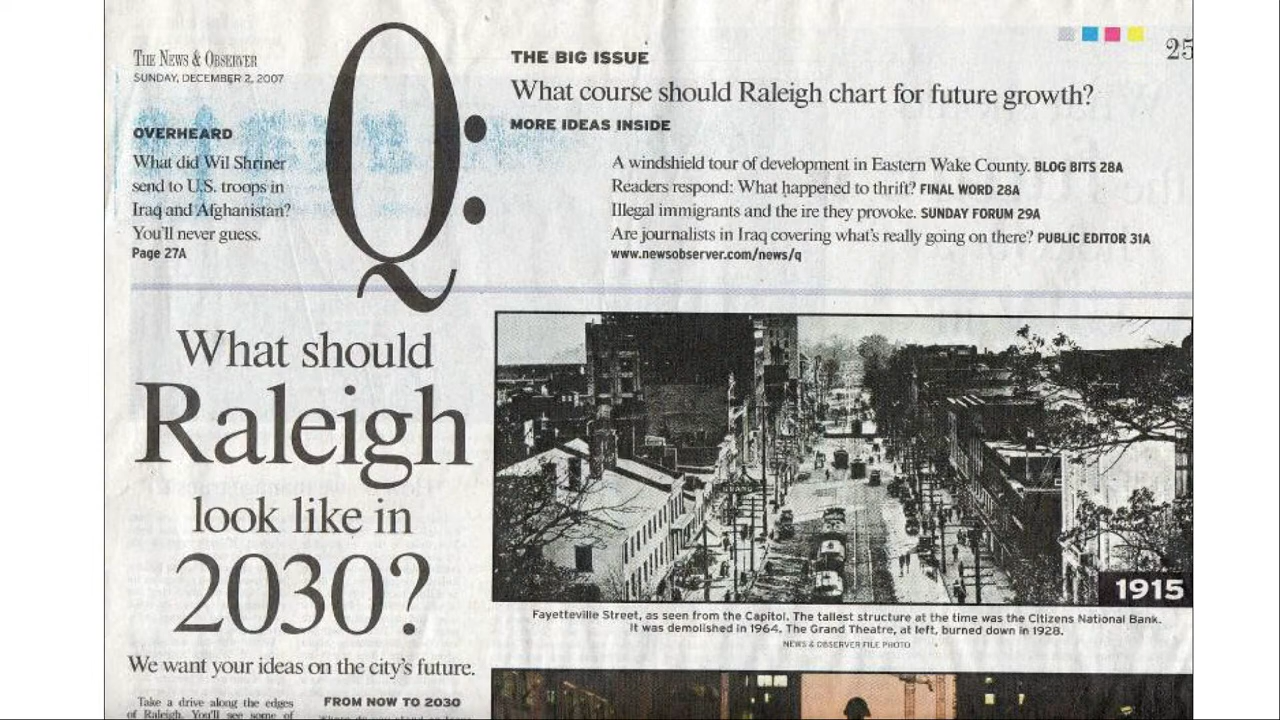 THE NEWS & OBSERVER
SUNDAY, DECEMBER 2, 2007
OVERHEARD
What did Wil Shriner
send to U.S. troops in
Iraq and Afghanistan?
You'll never guess.
Page 27A
Q:
THE BIG ISSUE
What course should Raleigh chart for future growth?
MORE IDEAS INSIDE
A windshield tour of development in Eastern Wake County. BLOG BITS 28A
Readers respond: What happened to thrift? FINAL WORD 28A
Illegal immigrants and the ire they provoke. SUNDAY FORUM 29A
Are journalists in Iraq covering what's really going on there? PUBLIC EDITOR 31A
www.newsobserver.com/news/q
25
What should
Raleigh
look like in
2030?
We want your ideas on the city's future.
Take a drive along the edges
of Raleigh. You'll see some of
FROM NOW TO 2030
1915
Fayetteville Street, as seen from the Capitol. The tallest structure at the time was the Citizens National Bank.
It was demolished in 1964. The Grand Theatre, at left, burned down in 1928.
NEWS & OBSERVER FILE PHOTO